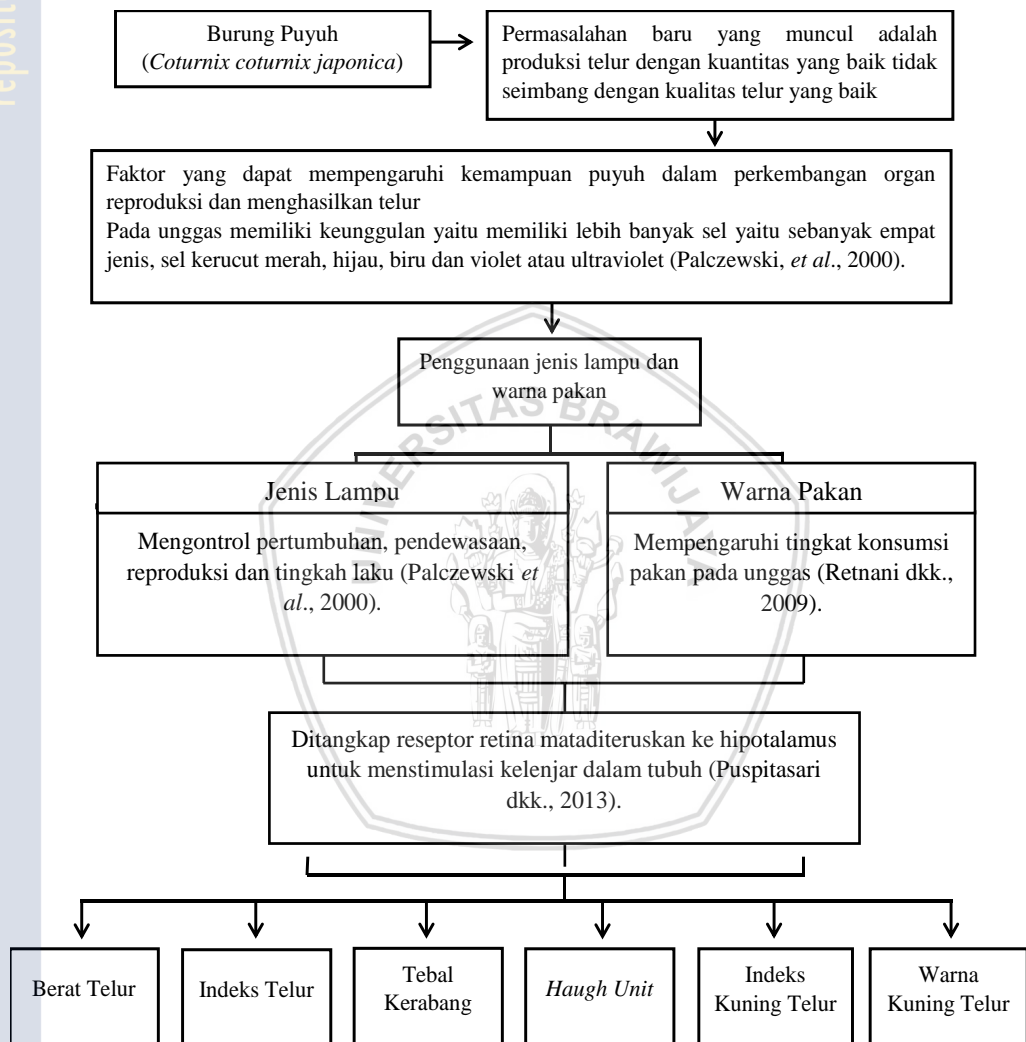 Burung Puyuh
(Coturnix coturnix japonica)
Permasalahan baru yang muncul adalah
produksi telur dengan kuantitas yang baik tidak
seimbang dengan kualitas telur yang baik
Faktor yang dapat mempengaruhi kemampuan puyuh dalam perkembangan organ
reproduksi dan menghasilkan telur
Pada unggas memiliki keunggulan yaitu memiliki lebih banyak sel yaitu sebanyak empat
jenis, sel kerucut merah, hijau, biru dan violet atau ultraviolet (Palczewski, et al., 2000).
Penggunaan jenis lampu dan
warna pakan
Jenis Lampu
Mengontrol pertumbuhan, pendewasaan,
reproduksi dan tingkah laku (Palczewski et
al., 2000).
Warna Pakan
Mempengaruhi tingkat konsumsi
pakan pada unggas (Retnani dkk.,
2009).
Ditangkap reseptor retina mataditeruskan ke hipotalamus
untuk menstimulasi kelenjar dalam tubuh (Puspitasari
dkk., 2013).
Berat Telur
Indeks Telur
Tebal
Kerabang
Haugh Unit
Indeks
Kuning Telur
Warna
Kuning Telur
UNIVERSITAS BRAWIJAYA